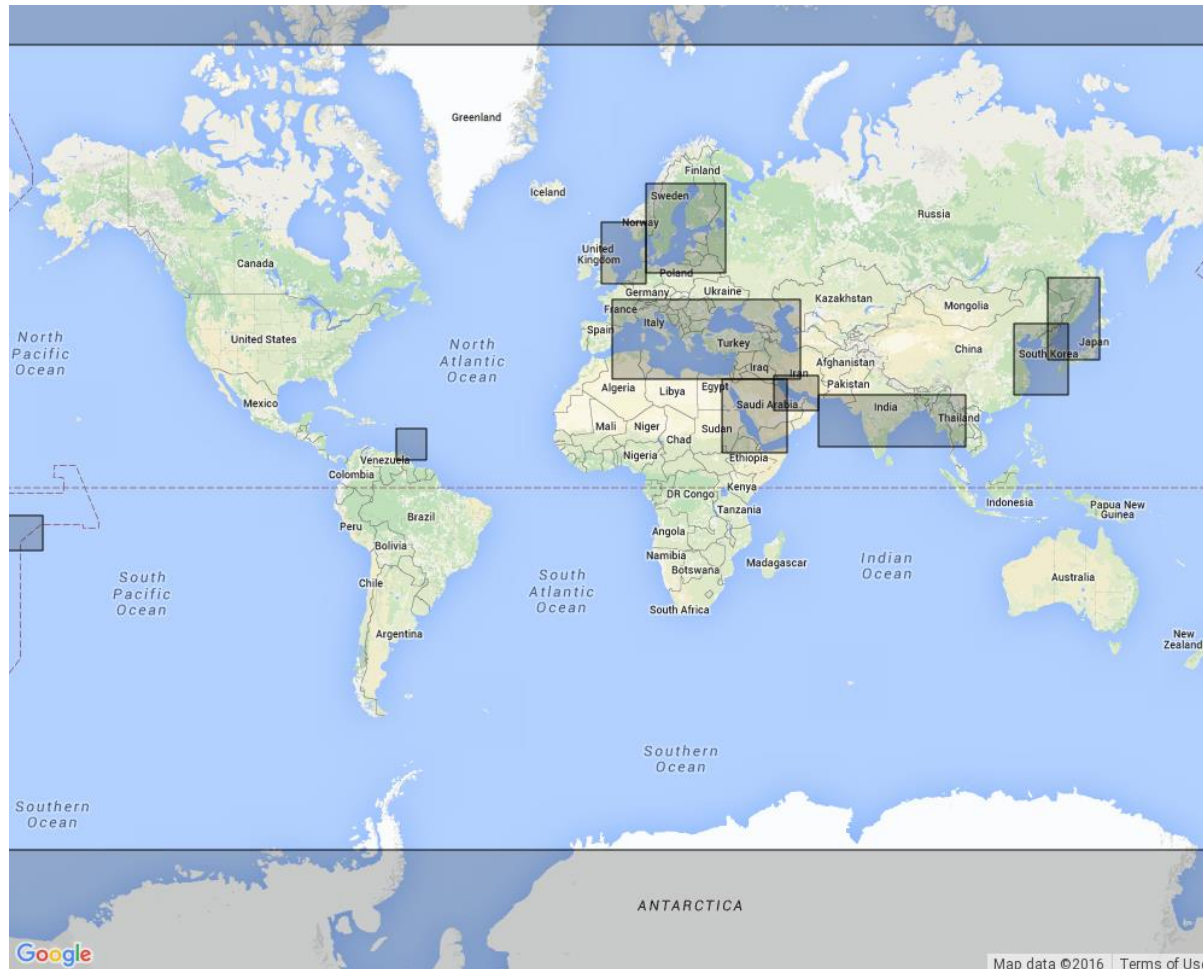 Greenland
Iceland
Finland
Sweden
Norway
Russia
United
Kingdom
Canada
Poland
Germany
Ukraine
Kazakhstan
Mongolia
France
Spain
Italy
Turkey
North
Pacific
Ocean
United States
North
Atlantic
Ocean
China
South Korea
Japan
Afghanistan
Iraq
Iran
Pakistan
Algeria
Libya
Egypt
Mexico
Saudi Arabia
India
Thailand
Mali
Niger
Sudan
Chad
Venezuela
Nigeria
Ethiopia
Colombia
Kenya
DR Congo
Indonesia
Papua New
Guinea
Tanzania
Brazil
Peru
Angola
Bolivia
Namibia
Madagascar
Botswana
Indian
Ocean
South
Pacific
Ocean
Chile
South
Atlantic
Ocean
Australia
South Africa
Argentina
New
Zealand
Southern
Ocean
Southern
Ocean
ANTARCTICA
Google
Map data ©2016
Terms of Use